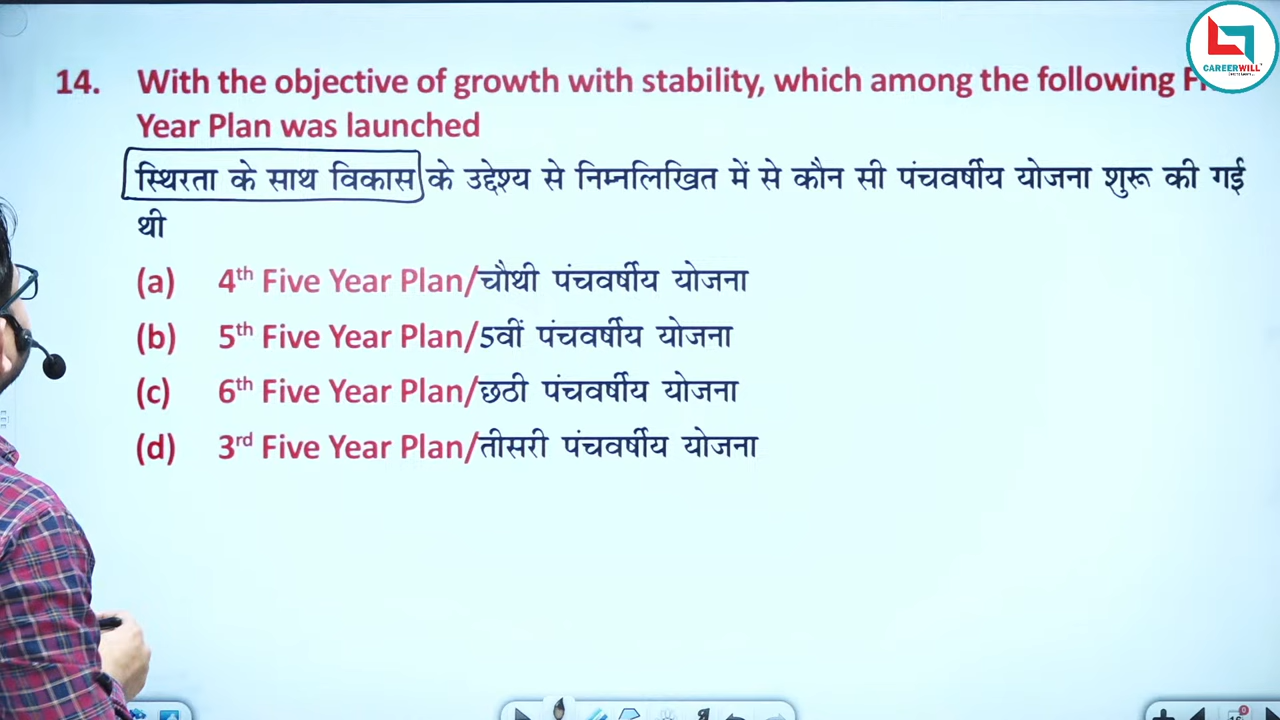 CAREERWILL
14. With the objective of growth with stability, which among the following
Year Plan was launched
स्थिरता के साथ विकास के उद्देश्य से निम्नलिखित में से कौन सी पंचवर्षीय योजना शुरू की गई
थी
(a) 4th Five Year Plan/चौथी पंचवर्षीय योजना
(b) 5th Five Year Plan/5वीं पंचवर्षीय योजना
(c) 6th Five Year Plan/छठी पंचवर्षीय योजना
(d) 3rd Five Year Plan/तीसरी पंचवर्षीय योजना